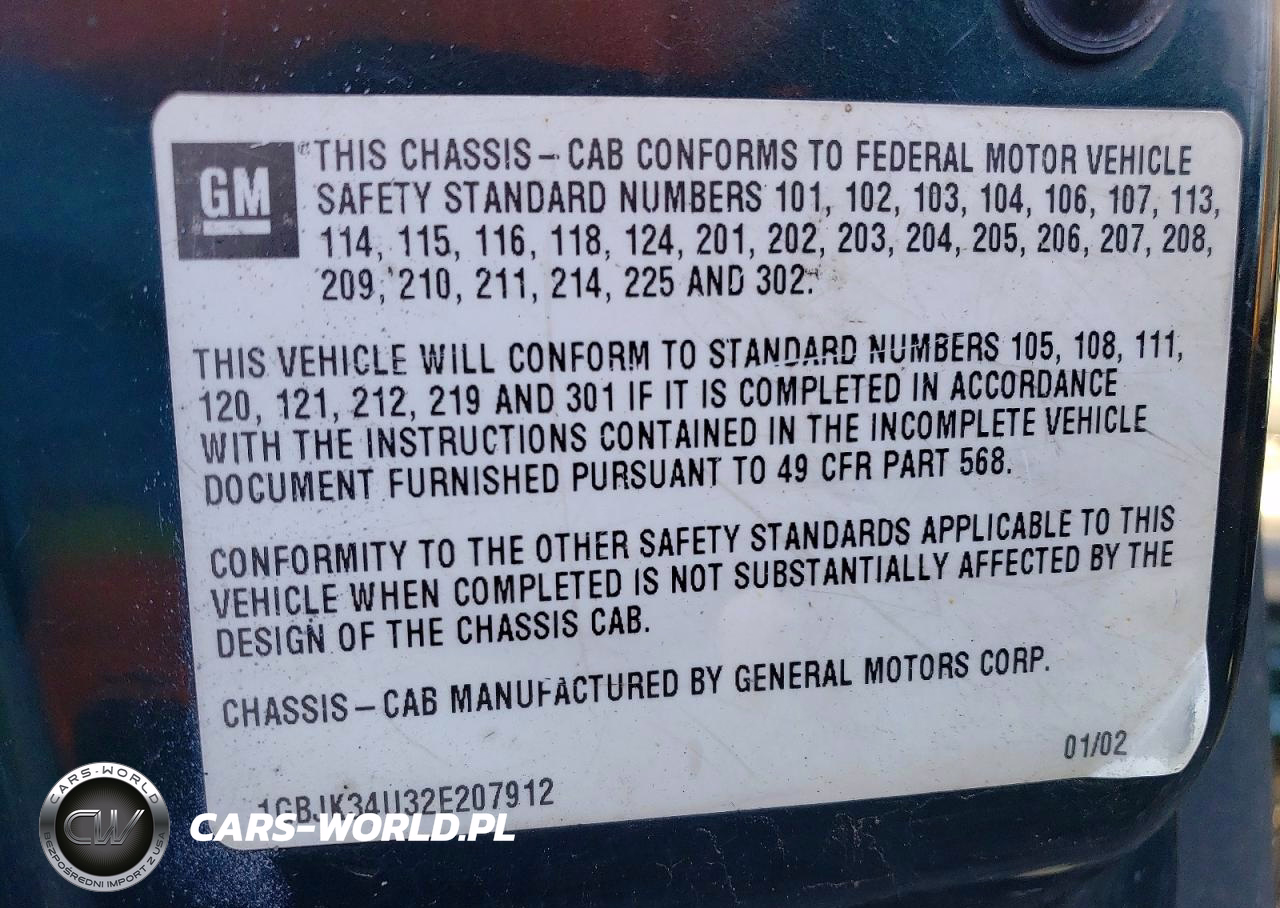 GM
THIS CHASSIS – CAB CONFORMS TO FEDERAL MOTOR VEHICLE
SAFETY STANDARD NUMBERS 101, 102, 103, 104, 106, 107, 113,
114, 115, 116, 118, 124, 201, 202, 203, 204, 205, 206, 207, 208,
209, 210, 211, 214, 225 AND 302.
THIS VEHICLE WILL CONFORM TO STANDARD NUMBERS 105, 108, 111,
120, 121, 212, 219 AND 301 IF IT IS COMPLETED IN ACCORDANCE
WITH THE INSTRUCTIONS CONTAINED IN THE INCOMPLETE VEHICLE
DOCUMENT FURNISHED PURSUANT TO 49 CFR PART 568.
CONFORMITY TO THE OTHER SAFETY STANDARDS APPLICABLE TO THIS
VEHICLE WHEN COMPLETED IS NOT SUBSTANTIALLY AFFECTED BY THE
DESIGN OF THE CHASSIS CAB.
CHASSIS – CAB MANUFACTURED BY GENERAL MOTORS CORP.
01/02
1GBJK34U32E207912
CARS-WORLD
CW
BEZPOŚREDNI IMPORT Z USA
CARS-WORLD.PL